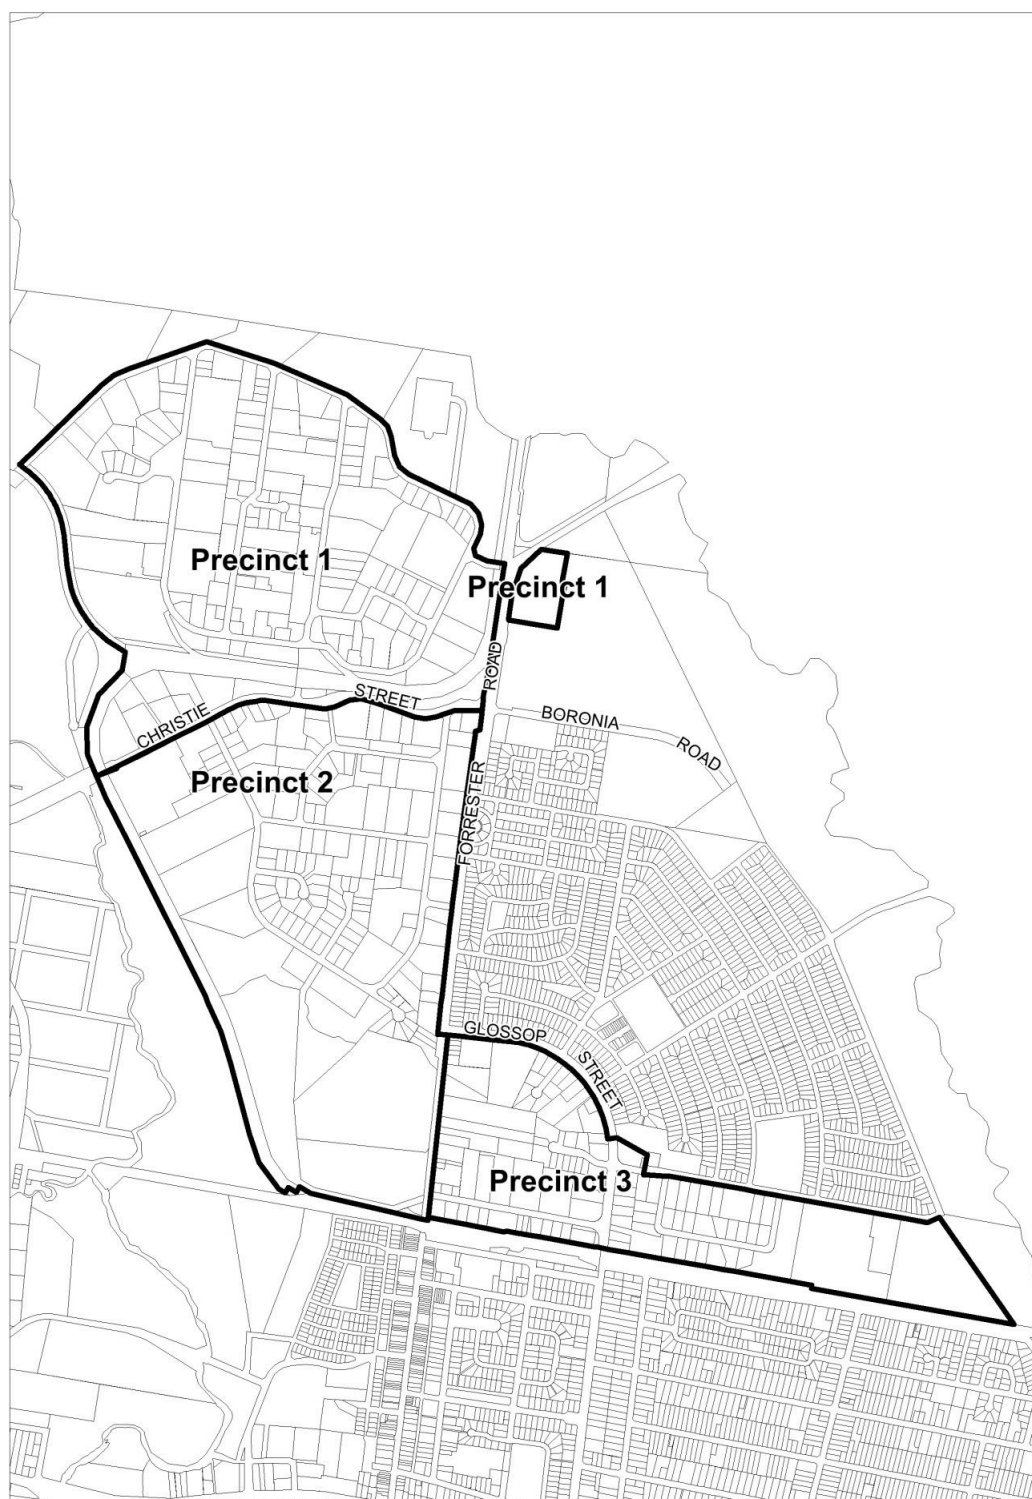 Precinct 1
Precinct 1
ROAD
STREET
CHRISTIE
BORONIA
ROAD
Precinct 2
FORRESTER
GLOSSOP
STREET
Precinct 3